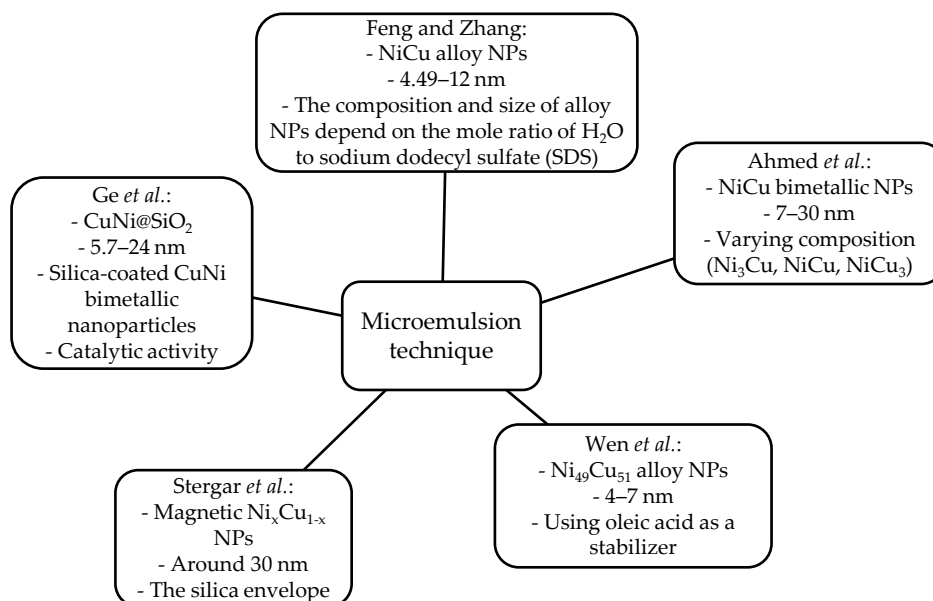 Feng and Zhang:
- NiCu alloy NPs
- 4.49–12 nm
- The composition and size of alloy
NPs depend on the mole ratio of H₂O
to sodium dodecyl sulfate (SDS)
Ahmed et al.:
- NiCu bimetallic NPs
- 7–30 nm
- Varying composition
(Ni₃Cu, NiCu, NiCu₃)
Ge et al.:
- CuNi@SiO₂
- 5.7–24 nm
- Silica-coated CuNi
bimetallic
nanoparticles
- Catalytic activity
Microemulsion
technique
Wen et al.:
- Ni₄₉Cu₅₁ alloy NPs
- 4–7 nm
- Using oleic acid as a
stabilizer
Stergar et al.:
- Magnetic NiₓCu₁₋ₓ
NPs
- Around 30 nm
- The silica envelope